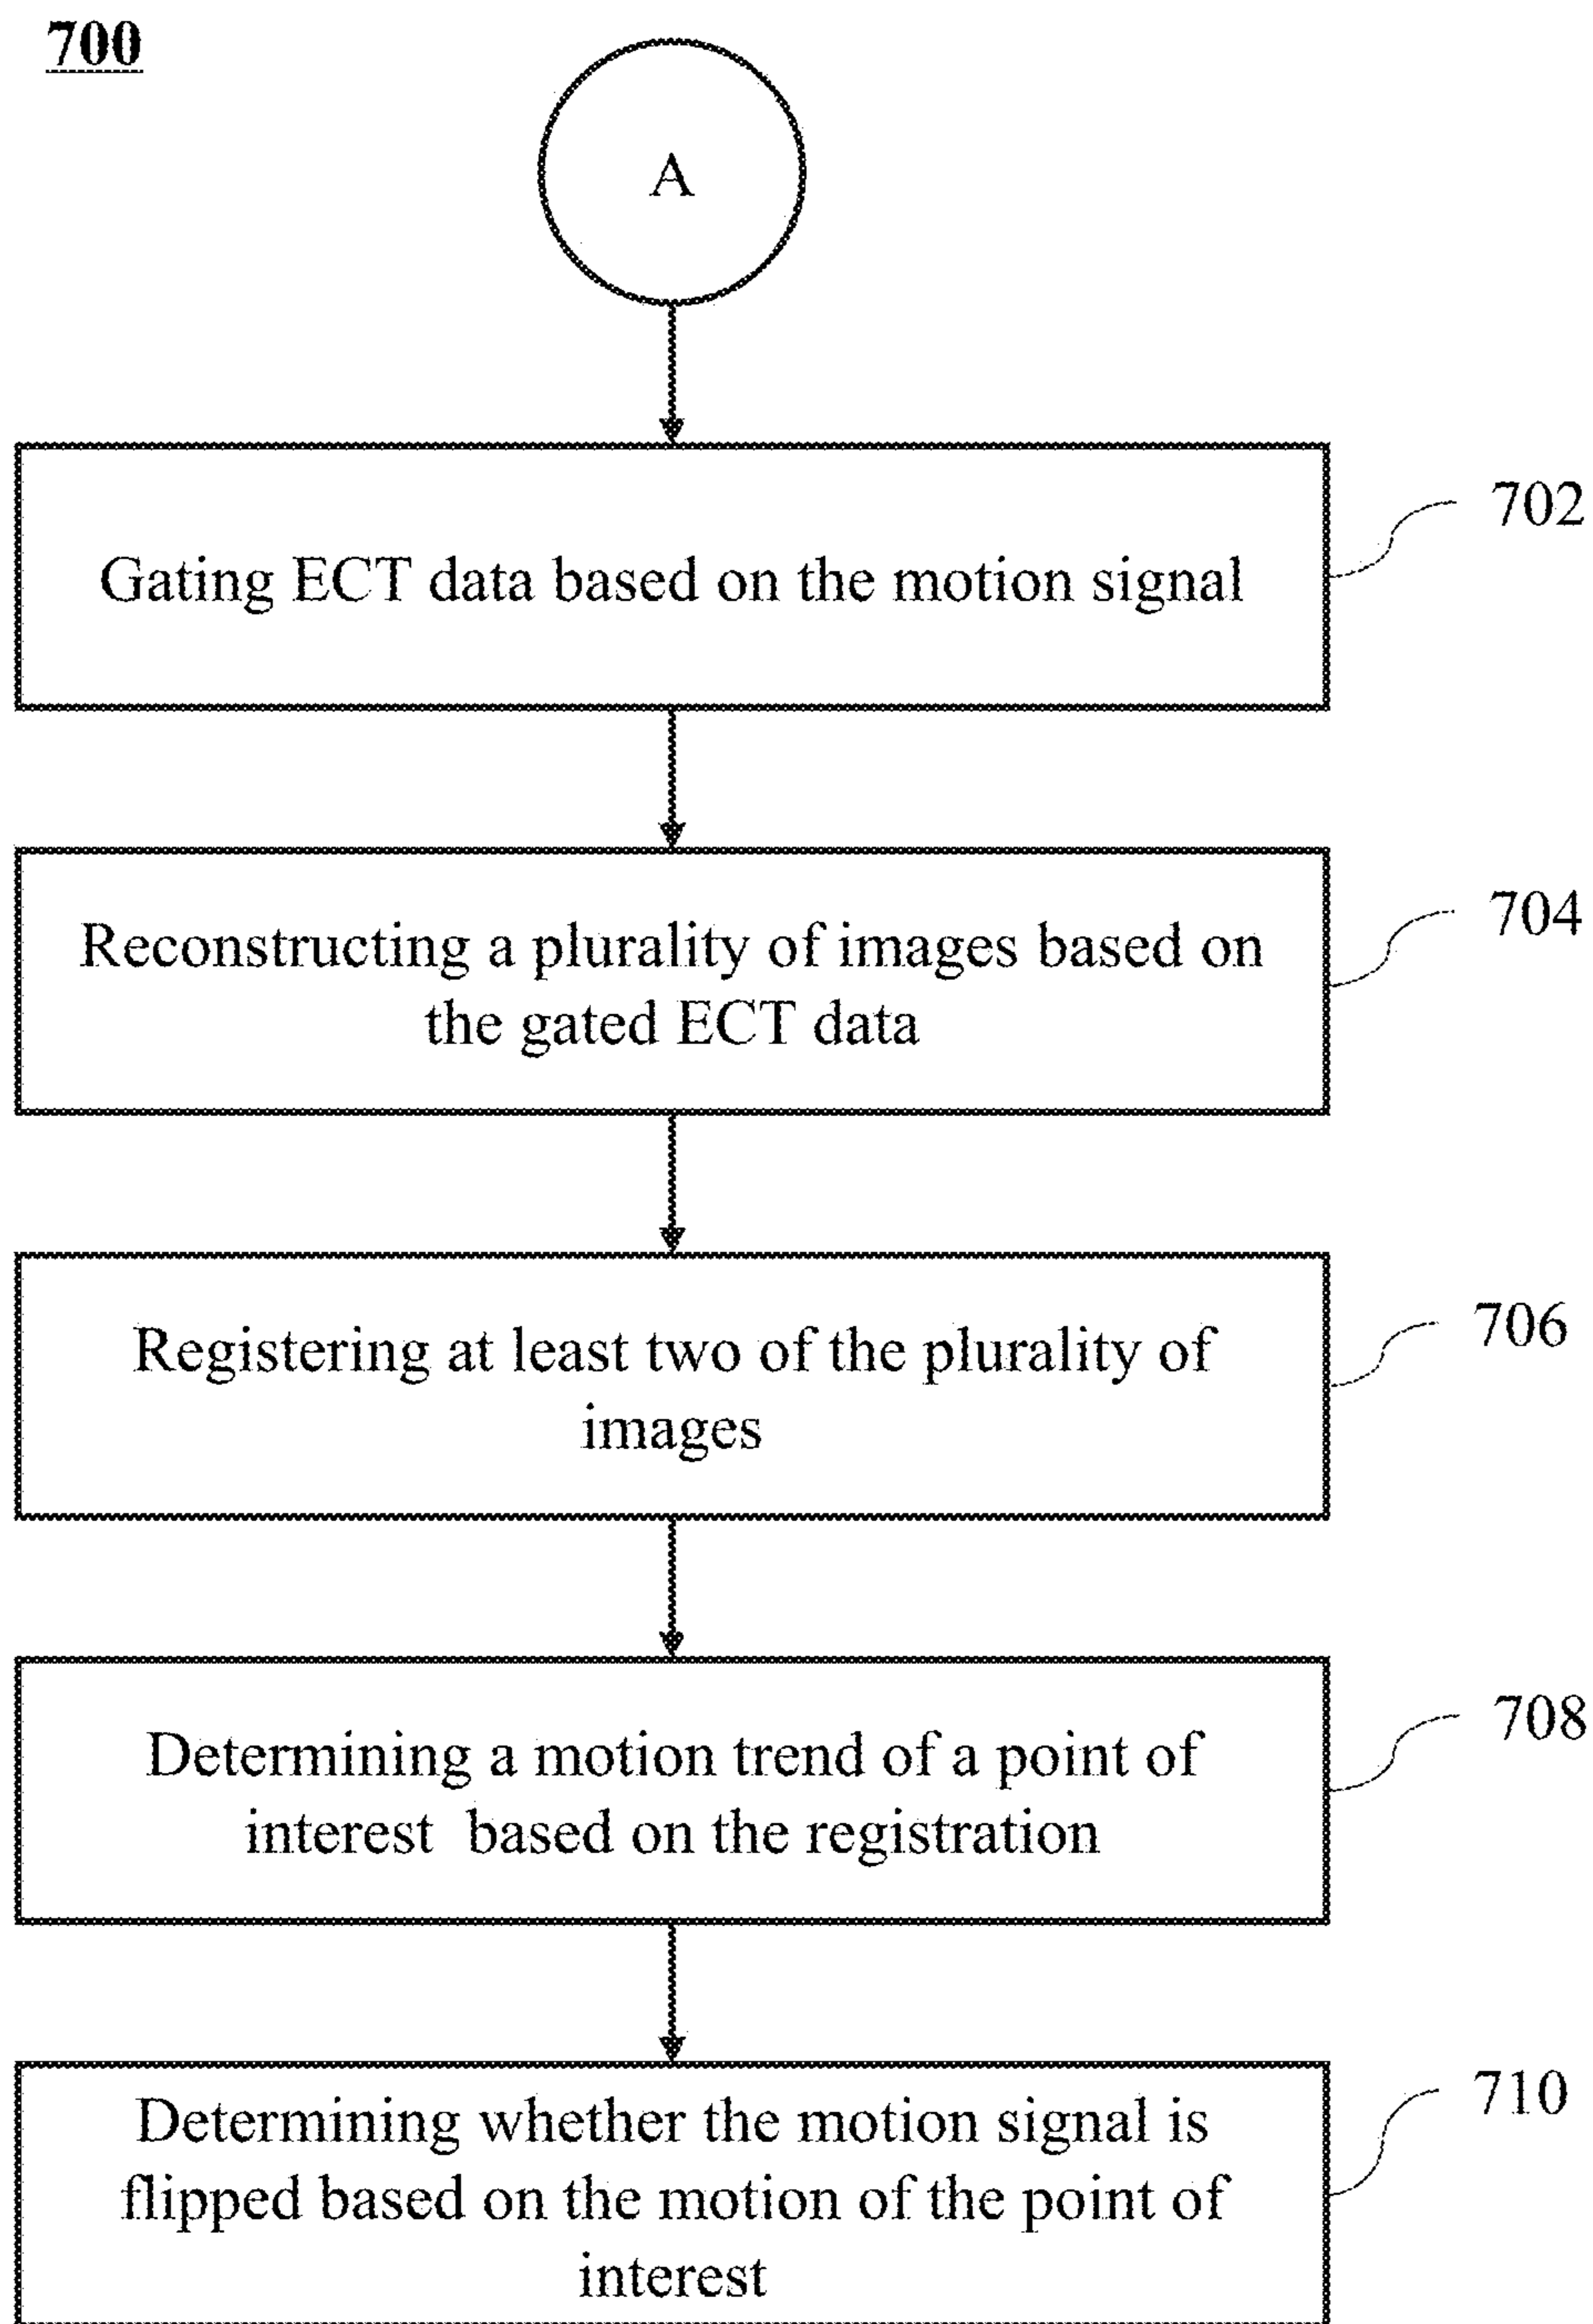 700
A
702
Gating ECT data based on the motion signal
704
Reconstructing a plurality of images based on
the gated ECT data
706
Registering at least two of the plurality of
images
708
Determining a motion trend of a point of
interest based on the registration
710
Determining whether the motion signal is
flipped based on the motion of the point of
interest